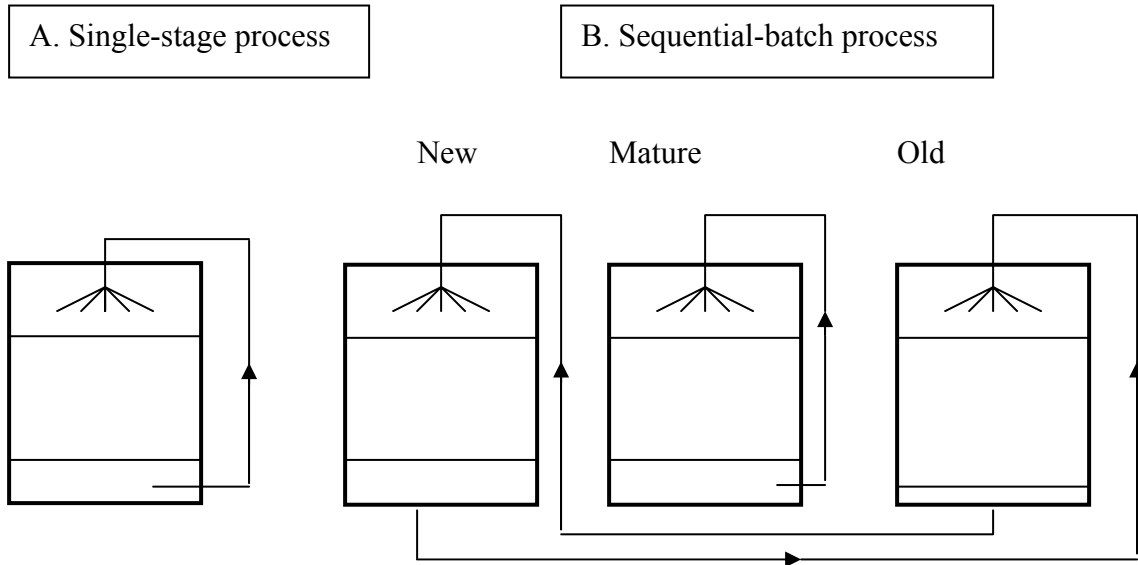 A. Single-stage process
B. Sequential-batch process
New
Mature
Old